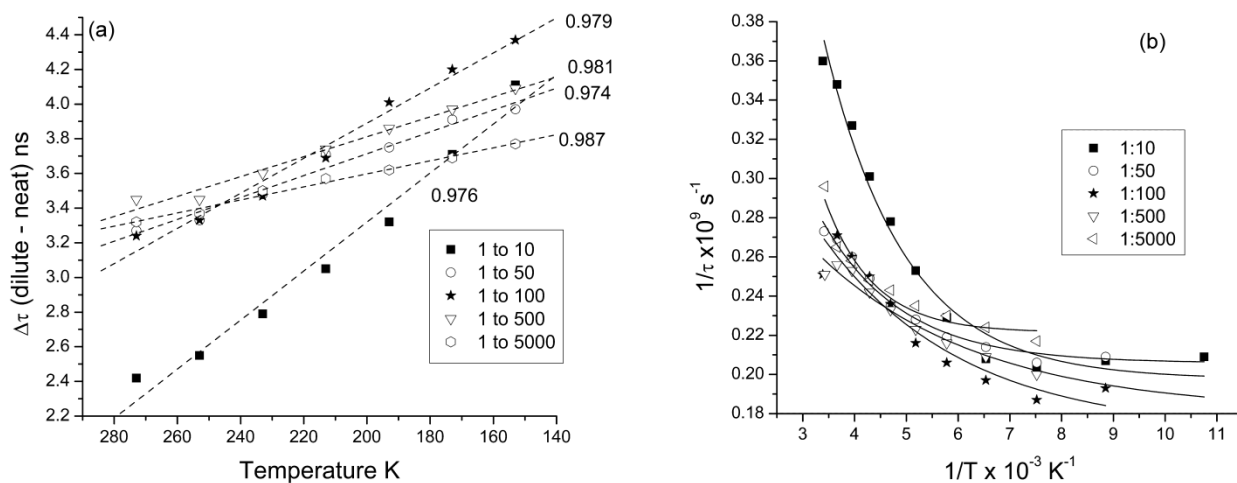 (a)
Δτ (dilute - neat) ns
4.4
4.2
4.0
3.8
3.6
3.4
3.2
3.0
2.8
2.6
2.4
2.2
280 260 240 220 200 180 160 140
Temperature K
0.979
0.981
0.974
0.987
0.976
1 to 10
1 to 50
1 to 100
1 to 500
1 to 5000
(b)
1/τ x10⁹ s⁻¹
0.38
0.36
0.34
0.32
0.30
0.28
0.26
0.24
0.22
0.20
0.18
3 4 5 6 7 8 9 10 11
1/T x 10⁻³ K⁻¹
1:10
1:50
1:100
1:500
1:5000